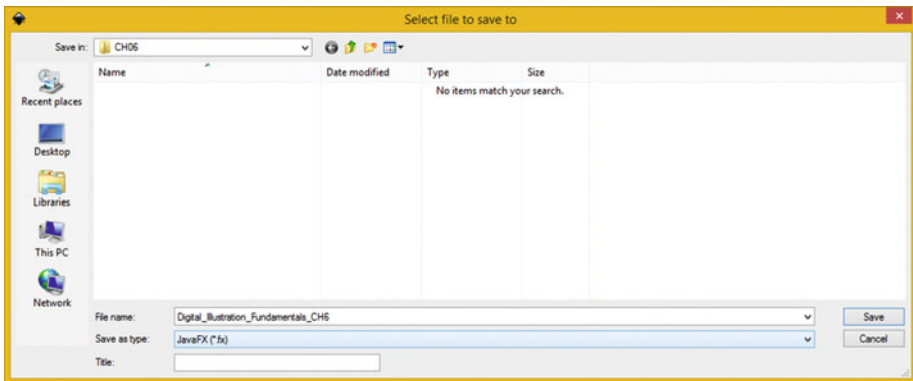 Select file to save to
Save in: CH06
Name Date modified Type Size
No items match your search.
Recent places
Desktop
Libraries
This PC
Network
File name: Digital_Illustration_Fundamentals_CH6 Save
Save as type: JavaFX (*.fx) Cancel
Title: